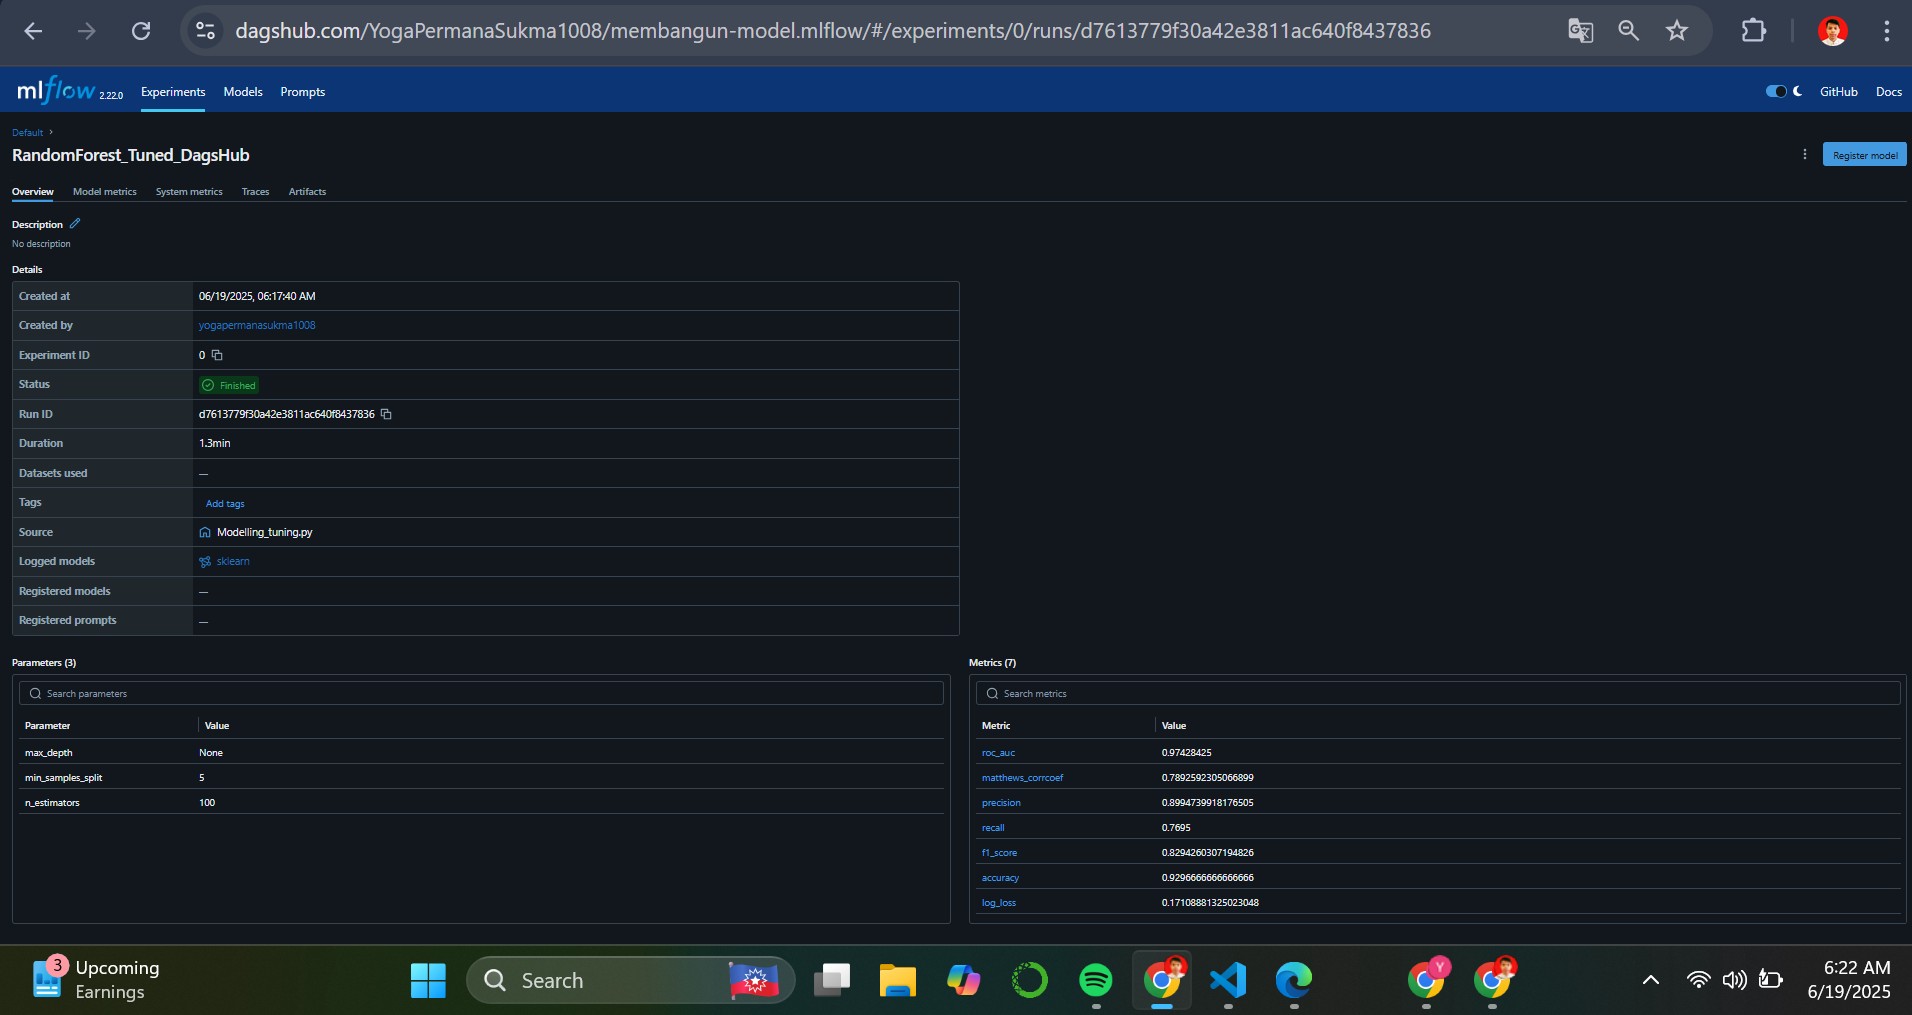 dagshub.com/YogaPermanaSukma1008/membangun-model.mlflow/#/experiments/0/runs/d7613779f30a42e3811ac640f8437836
mlflow 2.22.0 Experiments Models Prompts GitHub Docs
Default ›
RandomForest_Tuned_DagsHub
Register model
Overview Model metrics System metrics Traces Artifacts
Description
No description
Details
Created at 06/19/2025, 06:17:40 AM
Created by yogapermanasukma1008
Experiment ID 0
Status Finished
Run ID d7613779f30a42e3811ac640f8437836
Duration 1.3min
Datasets used —
Tags Add tags
Source Modelling_tuning.py
Logged models sklearn
Registered models —
Registered prompts —
Parameters (3)
Search parameters
Parameter Value
max_depth None
min_samples_split 5
n_estimators 100
Metrics (7)
Search metrics
Metric Value
roc_auc 0.97428425
matthews_corrcoef 0.7892592305066899
precision 0.8994739918176505
recall 0.7695
f1_score 0.8294260307194826
accuracy 0.9296666666666666
log_loss 0.17108881325023048
3
Upcoming
Earnings
Search
Y
6:22 AM
6/19/2025